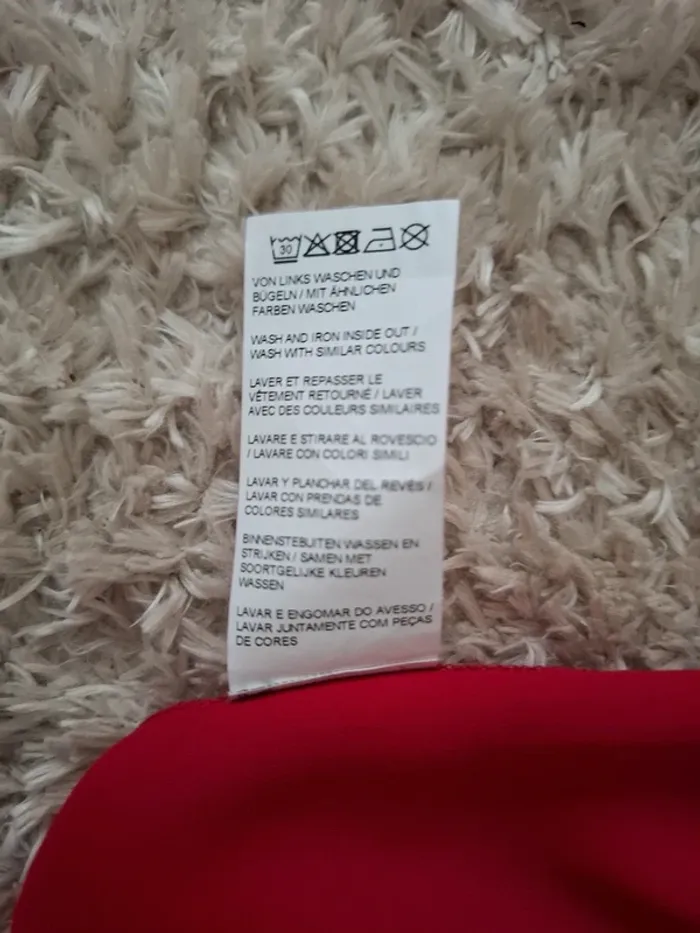 30
VON LINKS WASCHEN UND
BÜGELN / MIT ÄHNLICHEN
FARBEN WASCHEN
WASH AND IRON INSIDE OUT /
WASH WITH SIMILAR COLOURS
LAVER ET REPASSER LE
VÊTEMENT RETOURNÉ / LAVER
AVEC DES COULEURS SIMILAIRES
LAVARE E STIRARE AL ROVESCIO
/ LAVARE CON COLORI SIMILI
LAVAR Y PLANCHAR DEL REVÉS /
LAVAR CON PRENDAS DE
COLORES SIMILARES
BINNENSTEBUITEN WASSEN EN
STRIJKEN / SAMEN MET
SOORTGELIJKE KLEUREN
WASSEN
LAVAR E ENGOMAR DO AVESSO /
LAVAR JUNTAMENTE COM PEÇAS
DE CORES